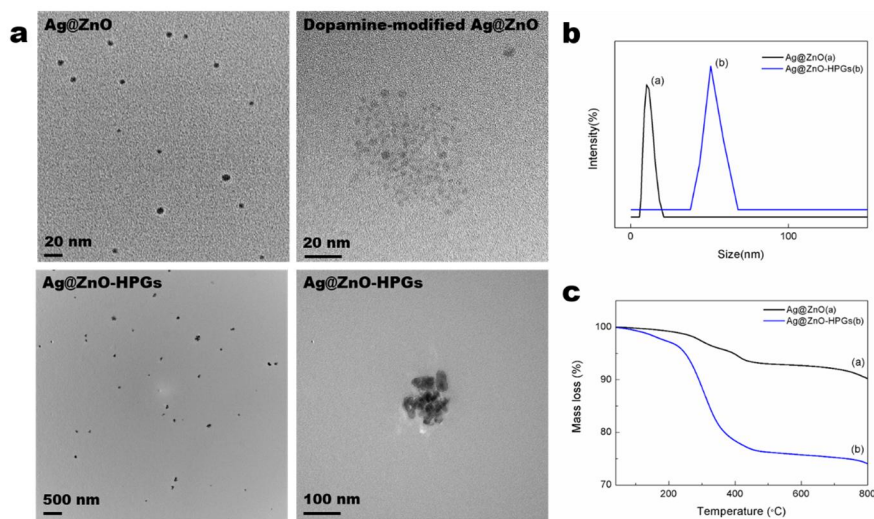 a
Ag@ZnO
20 nm
Dopamine-modified Ag@ZnO
20 nm
Ag@ZnO-HPGs
500 nm
Ag@ZnO-HPGs
100 nm
b
Intensity(%)
(a)
(b)
Ag@ZnO(a)
Ag@ZnO-HPGs(b)
0
100
Size(nm)
c
Mass loss (%)
100
90
80
70
Ag@ZnO(a)
Ag@ZnO-HPGs(b)
(a)
(b)
200
400
600
800
Temperature (◦C)